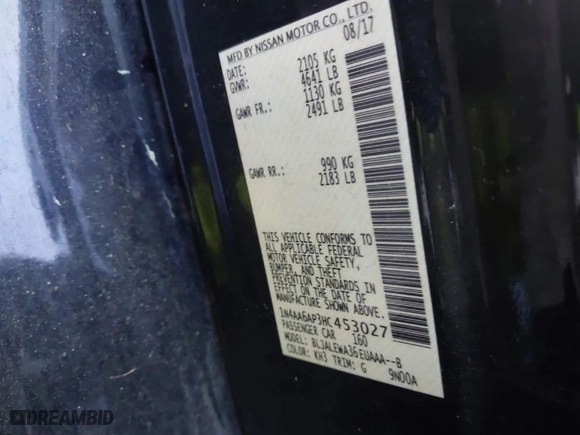 MFD BY NISSAN MOTOR CO., LTD.
DATE: 08/17
GVWR: 2105 KG
4641 LB
GAWR FR.: 1130 KG
2491 LB
GAWR RR.: 990 KG
2183 LB
THIS VEHICLE CONFORMS TO
ALL APPLICABLE FEDERAL
MOTOR VEHICLE SAFETY,
BUMPER, AND THEFT
PREVENTION STANDARDS IN
EFFECT ON THE DATE OF
MANUFACTURE SHOWN ABOVE.
1N4AA6AP3HC453027
PASSENGER CAR 160
MODEL: BLJALEWA36EUAAA--B
COLOR: KH3 TRIM: G 9N00A
DREAMBID